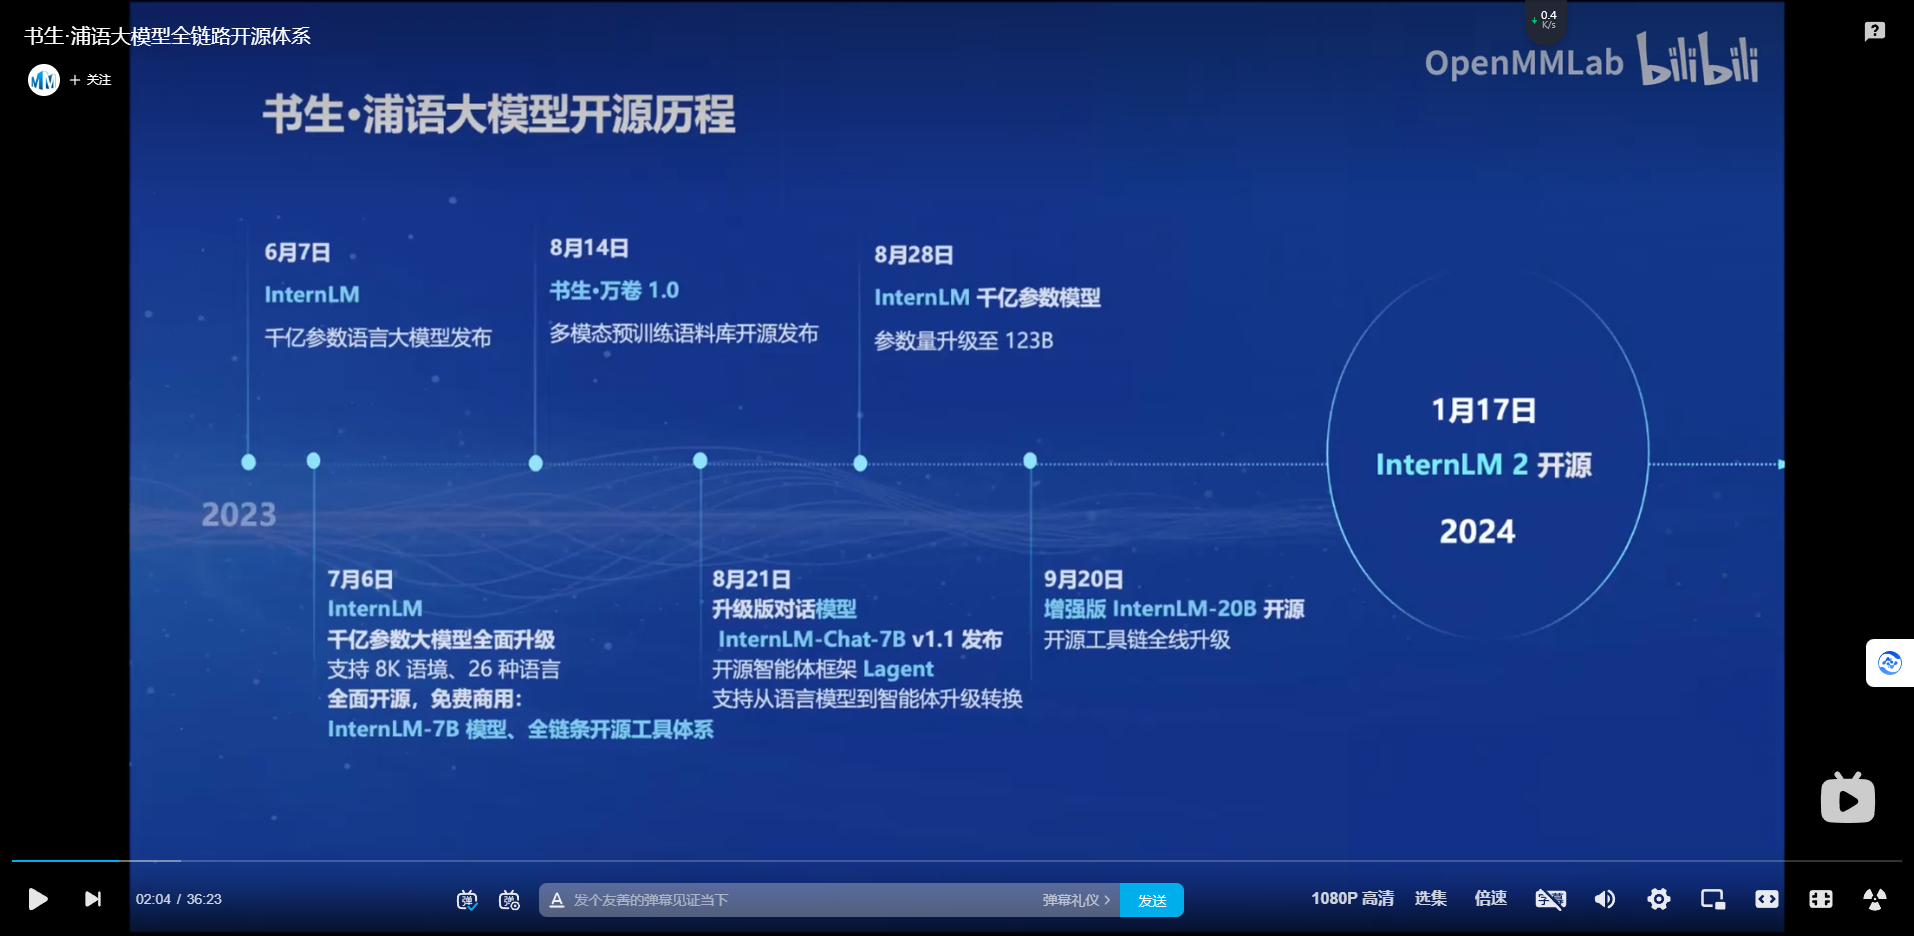 书生·浦语大模型全链路开源体系
0.4
K/s
+ 关注
OpenMMLab bilibili
书生·浦语大模型开源历程
6月7日
InternLM
千亿参数语言大模型发布
8月14日
书生·万卷 1.0
多模态预训练语料库开源发布
8月28日
InternLM 千亿参数模型
参数量升级至 123B
1月17日
InternLM 2 开源
2024
2023
7月6日
InternLM
千亿参数大模型全面升级
支持 8K 语境、26 种语言
全面开源，免费商用：
InternLM-7B 模型、全链条开源工具体系
8月21日
升级版对话模型
InternLM-Chat-7B v1.1 发布
开源智能体框架 Lagent
支持从语言模型到智能体升级转换
9月20日
增强版 InternLM-20B 开源
开源工具链全线升级
02:04 / 36:23
弹
弹
A 发个友善的弹幕见证当下
弹幕礼仪 >
发送
1080P 高清
选集
倍速
字幕